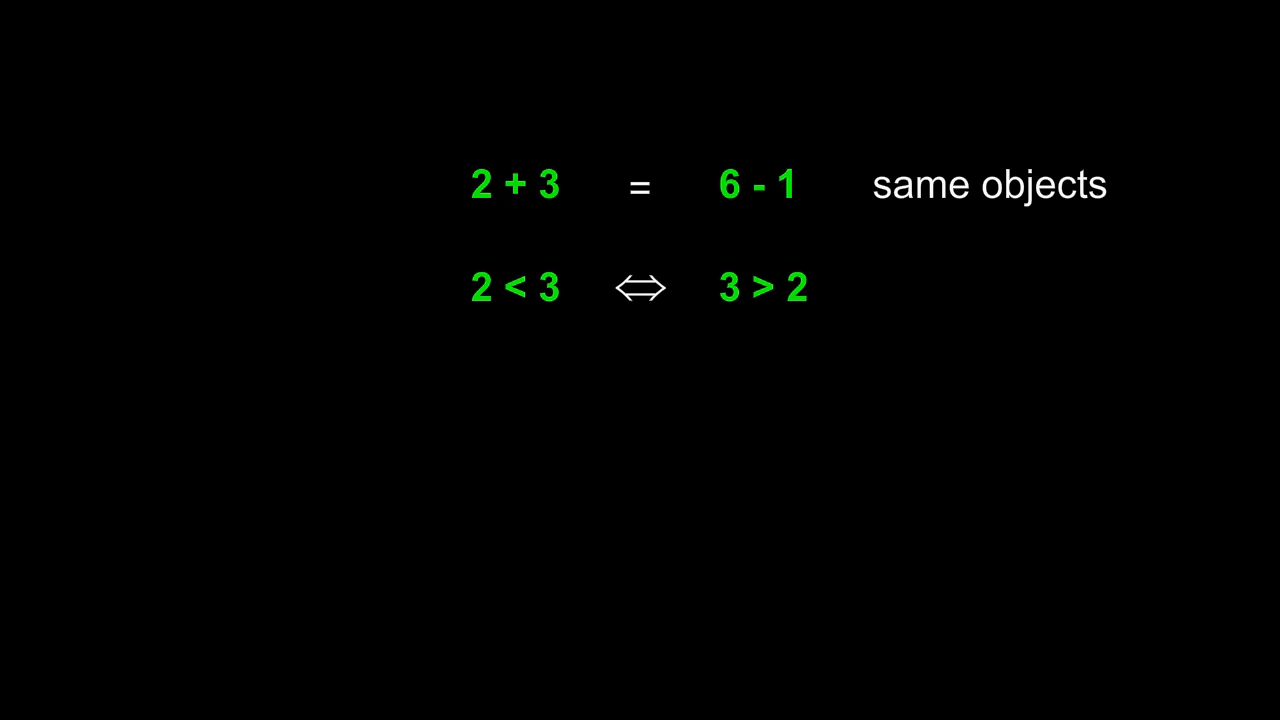 2 + 3 = 6 - 1 same objects
2 < 3 ⇔ 3 > 2